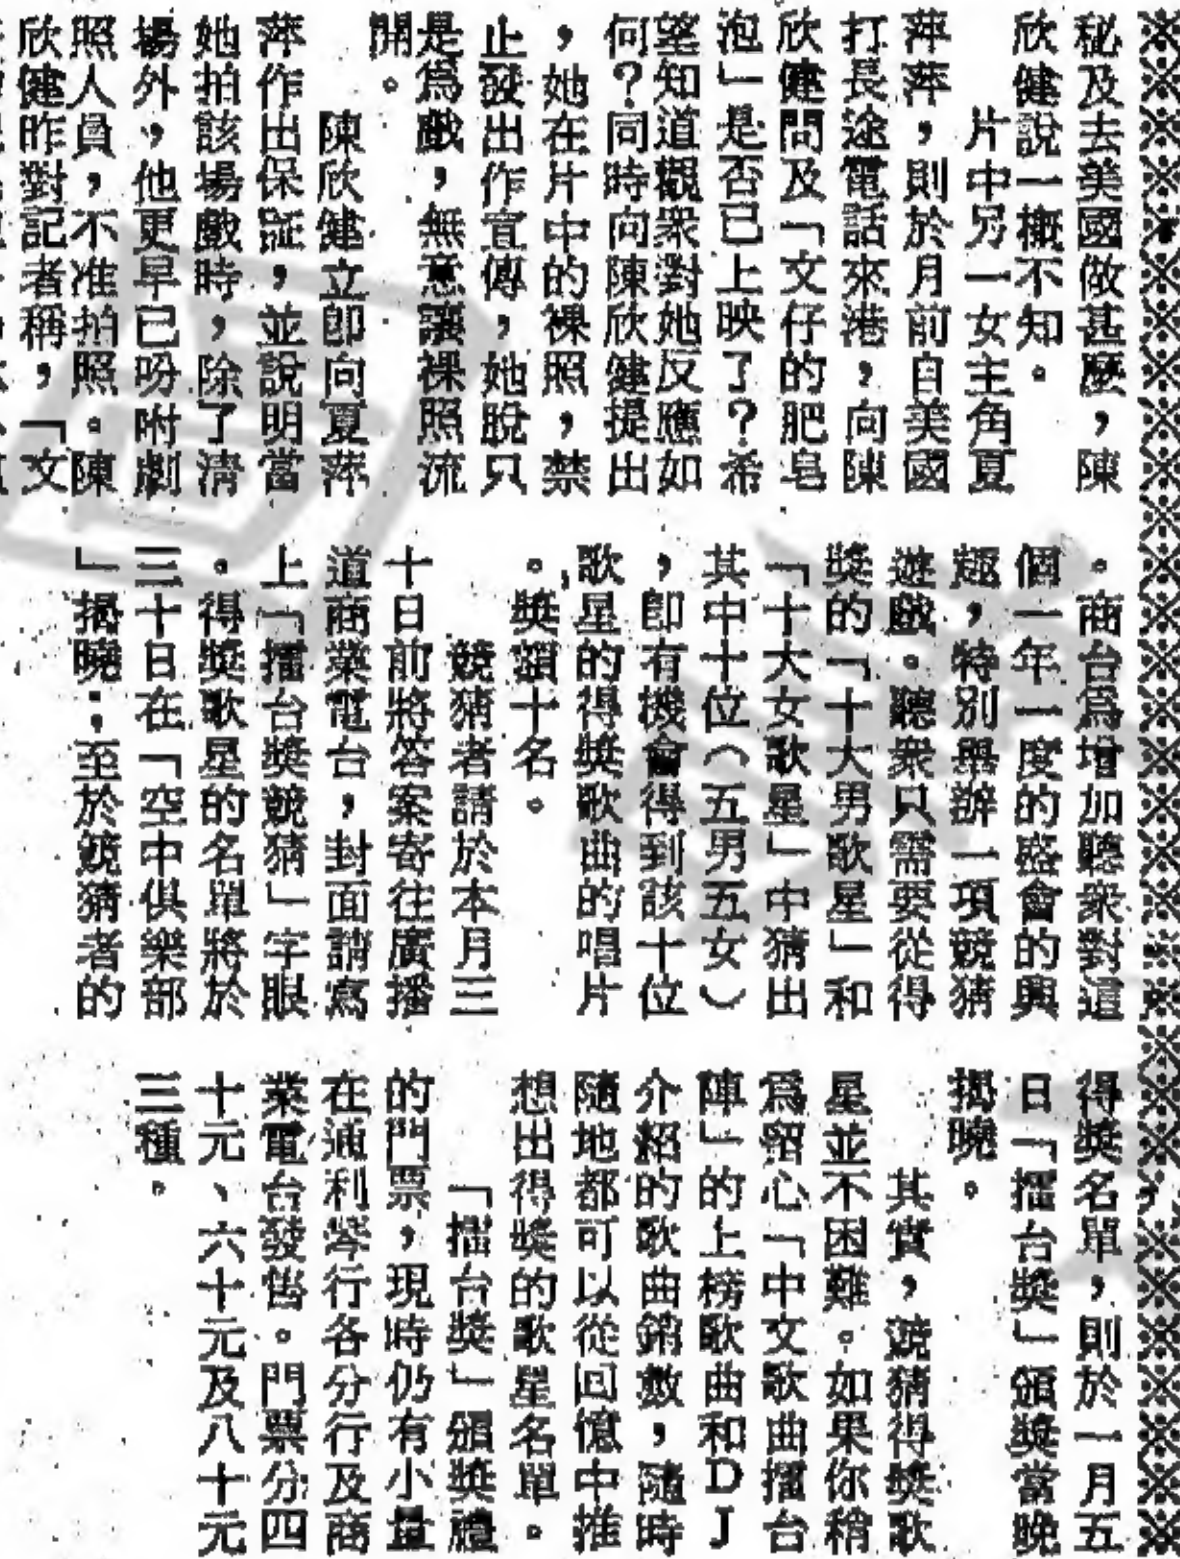 秘及去美國做甚麼，陳
欣健說一概不知。
片中另一女主角夏
萍萍，則於月前自美國
打長途電話來港，向陳
欣健問及「文仔的肥皂
泡」是否已上映了？希
望知道觀衆對她反應如
何？同時向陳欣健提出
，她在片中的裸照，禁
止發出作宣傳，她脫只
是爲戲，無意讓裸照流
開。
陳欣健立即向夏萍
萍作出保証，並說明當
她拍該場戲時，除了清
場外，他更早已吩咐劇
照人員，不准拍照。陳
欣健昨對記者稱，「文
。商台爲增加聽衆對這
個一年一度的盛會的興
趣，特別舉辦一項競猜
遊戲。聽衆只需要從得
獎的「十大男歌星」和
「十大女歌星」中猜出
其中十位（五男五女）
，即有機會得到該十位
歌星的得獎歌曲的唱片
。獎額十名。
競猜者請於本月三
十日前將答案寄往廣播
道商業電台，封面請寫
上「擂台獎競猜」字眼
。得獎歌星的名單將於
三十日在「空中俱樂部
」揭曉；至於競猜者的
得獎名單，則於一月五
日「擂台獎」頒獎當晚
揭曉。
其實，競猜得獎歌
星並不困難。如果你稍
爲留心「中文歌曲擂台
陣」的上榜歌曲和DJ
介紹的歌曲銷數，隨時
隨地都可以從回憶中推
想出得獎的歌星名單。
「擂台獎」頒獎禮
的門票，現時仍有小量
在通利琴行各分行及商
業電台發售。門票分四
十元、六十元及八十元
三種。